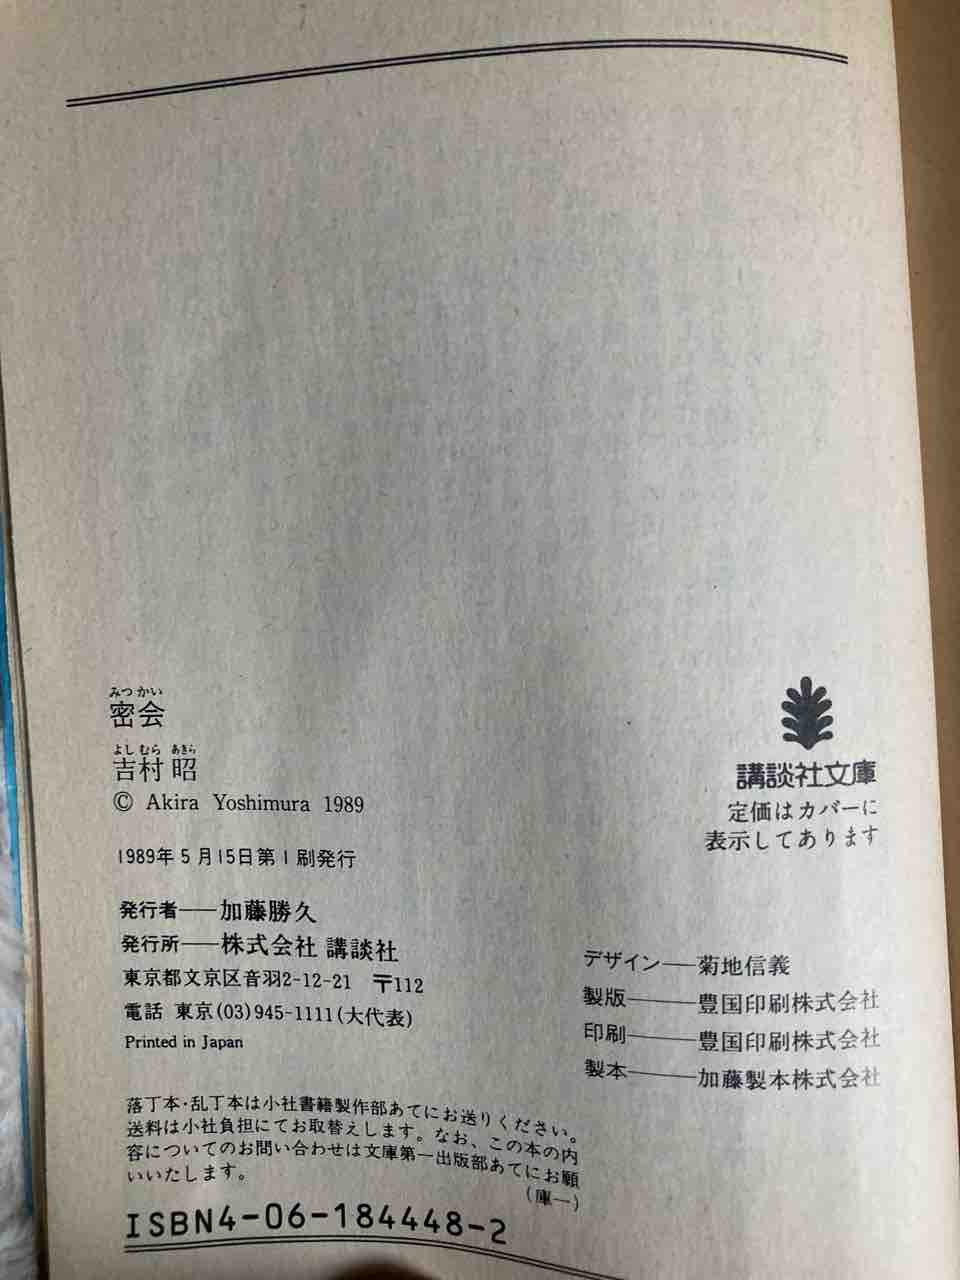 みつかい
密会
よしむら あきら
吉村 昭
© Akira Yoshimura 1989
1989年5月15日第1刷発行
発行者——加藤勝久
発行所——株式会社 講談社
東京都文京区音羽2-12-21 〒112
電話 東京(03)945-1111(大代表)
Printed in Japan
講談社文庫
定価はカバーに
表示してあります
デザイン——菊地信義
製版———豊国印刷株式会社
印刷———豊国印刷株式会社
製本———加藤製本株式会社
落丁本・乱丁本は小社書籍製作部あてにお送りください。
送料は小社負担にてお取替えします。なお、この本の内
容についてのお問い合わせは文庫第一出版部あてにお願
いいたします。
(庫一)
ISBN4-06-184448-2